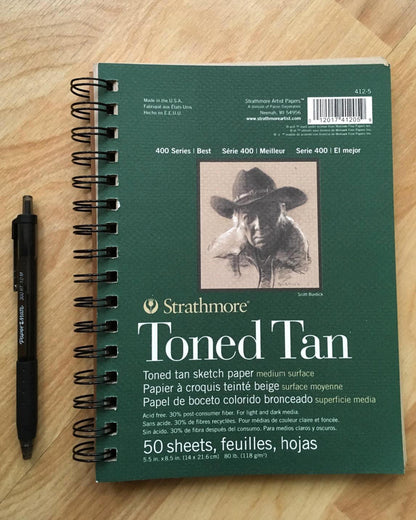 Made in the U.S.A.
Fabriqué aux États Unis
Hecho en E.E.U.U.
Strathmore Artist Papers™
Neenah, WI 54956
www.strathmoreartist.com
412-5
0 12017 41205 9
400 Series | Best
Série 400 | Meilleur
Serie 400 | El mejor
Scott Burdick
Strathmore®
Toned Tan
Toned tan sketch paper medium surface
Papier à croquis teinté beige surface moyenne
Papel de boceto colorido bronceado superficie media
Acid free. 30% post-consumer fiber. For light and dark media.
Sans acide. 30% de fibres recyclées. Pour médias de couleur claire et foncée.
Sin ácido. 30% de fibra después del consumo. Para medios claros y oscuros.
50 sheets, feuilles, hojas
5.5 in. x 8.5 in. (14 x 21.6 cm) 80 lb. (118 g/m²)
PaperMate